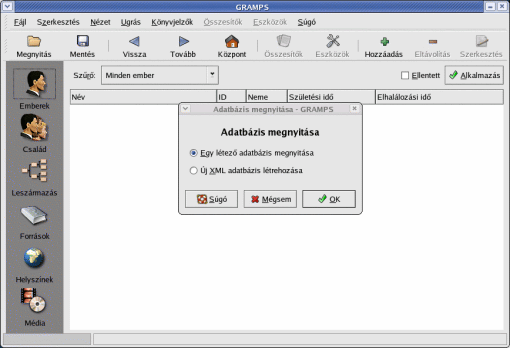 GRAMPS
Fájl Szerkesztés Nézet Ugrás Könyvjelzők Összesítők Eszközök Súgó
Megnyitás Mentés Vissza Tovább Központ Összesítők Eszközök Hozzáadás Eltávolítás Szerkesztés
Szűrő: Minden ember Ellentett Alkalmazás
Név ID Neme Születési idő Elhalálozási idő
Emberek
Család
Leszármazás
Források
Helyszínek
Média
Adatbázis megnyitása - GRAMPS
Adatbázis megnyitása
Egy létező adatbázis megnyitása
Új XML adatbázis létrehozása
Súgó Mégsem OK